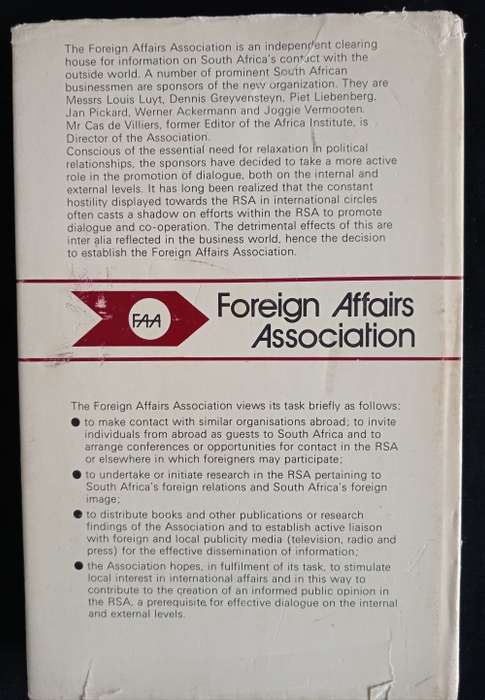 The Foreign Affairs Association is an independent clearing
house for information on South Africa's contact with the
outside world. A number of prominent South African
businessmen are sponsors of the new organization. They are
Messrs Louis Luyt, Dennis Greyvensteyn, Piet Liebenberg,
Jan Pickard, Werner Ackermann and Joggie Vermooten.
Mr Cas de Villiers, former Editor of the Africa Institute, is
Director of the Association.
Conscious of the essential need for relaxation in political
relationships, the sponsors have decided to take a more active
role in the promotion of dialogue, both on the internal and
external levels. It has long been realized that the constant
hostility displayed towards the RSA in international circles
often casts a shadow on efforts within the RSA to promote
dialogue and co-operation. The detrimental effects of this are
inter alia reflected in the business world, hence the decision
to establish the Foreign Affairs Association.
FAA
Foreign Affairs
Association
The Foreign Affairs Association views its task briefly as follows:
● to make contact with similar organisations abroad; to invite
individuals from abroad as guests to South Africa and to
arrange conferences or opportunities for contact in the RSA
or elsewhere in which foreigners may participate;
● to undertake or initiate research in the RSA pertaining to
South Africa's foreign relations and South Africa's foreign
image;
● to distribute books and other publications or research
findings of the Association and to establish active liaison
with foreign and local publicity media (television, radio and
press) for the effective dissemination of information;
● the Association hopes, in fulfilment of its task, to stimulate
local interest in international affairs and in this way to
contribute to the creation of an informed public opinion in
the RSA, a prerequisite for effective dialogue on the internal
and external levels.